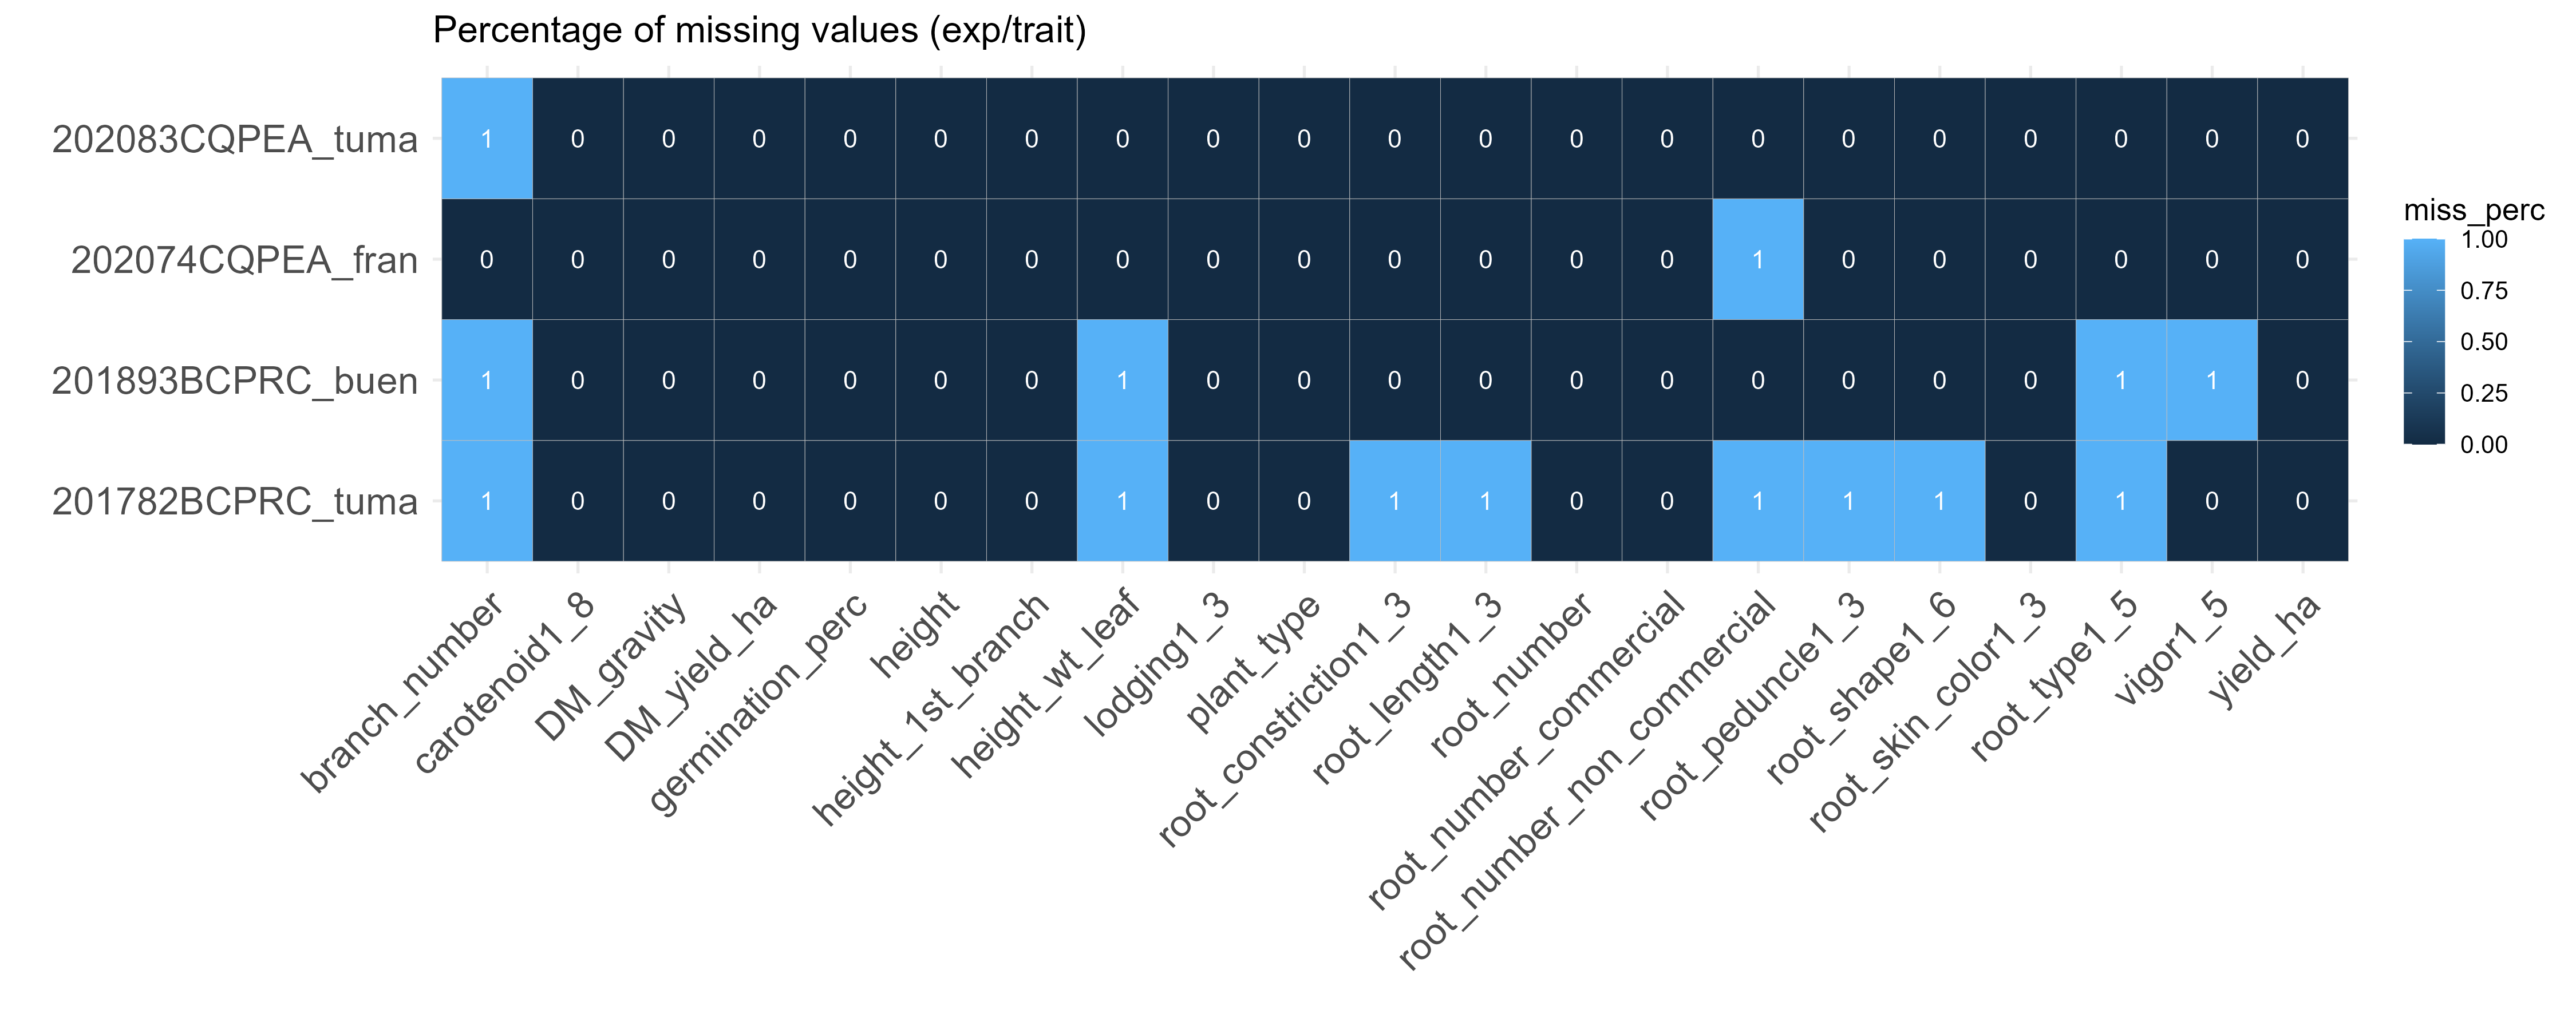 Percentage of missing values (exp/trait)
202083CQPEA_tuma 1 0 0 0 0 0 0 0 0 0 0 0 0 0 0 0 0 0 0 0 0
202074CQPEA_fran 0 0 0 0 0 0 0 0 0 0 0 0 0 0 1 0 0 0 0 0 0
201893BCPRC_buen 1 0 0 0 0 0 0 1 0 0 0 0 0 0 0 0 0 0 1 1 0
201782BCPRC_tuma 1 0 0 0 0 0 0 1 0 0 1 1 0 0 1 1 1 0 1 0 0
branch_number
carotenoid1_8
DM_gravity
DM_yield_ha
germination_perc
height
height_1st_branch
height_wt_leaf
lodging1_3
plant_type
root_constriction1_3
root_length1_3
root_number
root_number_commercial
root_number_non_commercial
root_peduncle1_3
root_shape1_6
root_skin_color1_3
root_type1_5
vigor1_5
yield_ha
miss_perc
1.00
0.75
0.50
0.25
0.00